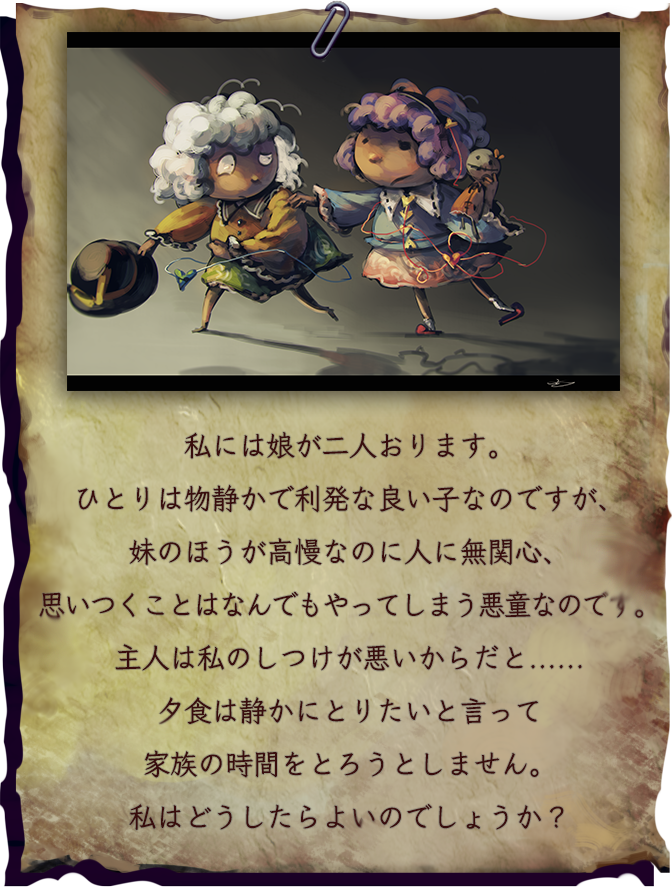 私には娘が二人おります。
ひとりは物静かで利発な良い子なのですが、
妹のほうが高慢なのに人に無関心、
思いつくことはなんでもやってしまう悪童なのです。
主人は私のしつけが悪いからだと……
夕食は静かにとりたいと言って
家族の時間をとろうとしません。
私はどうしたらよいのでしょうか？